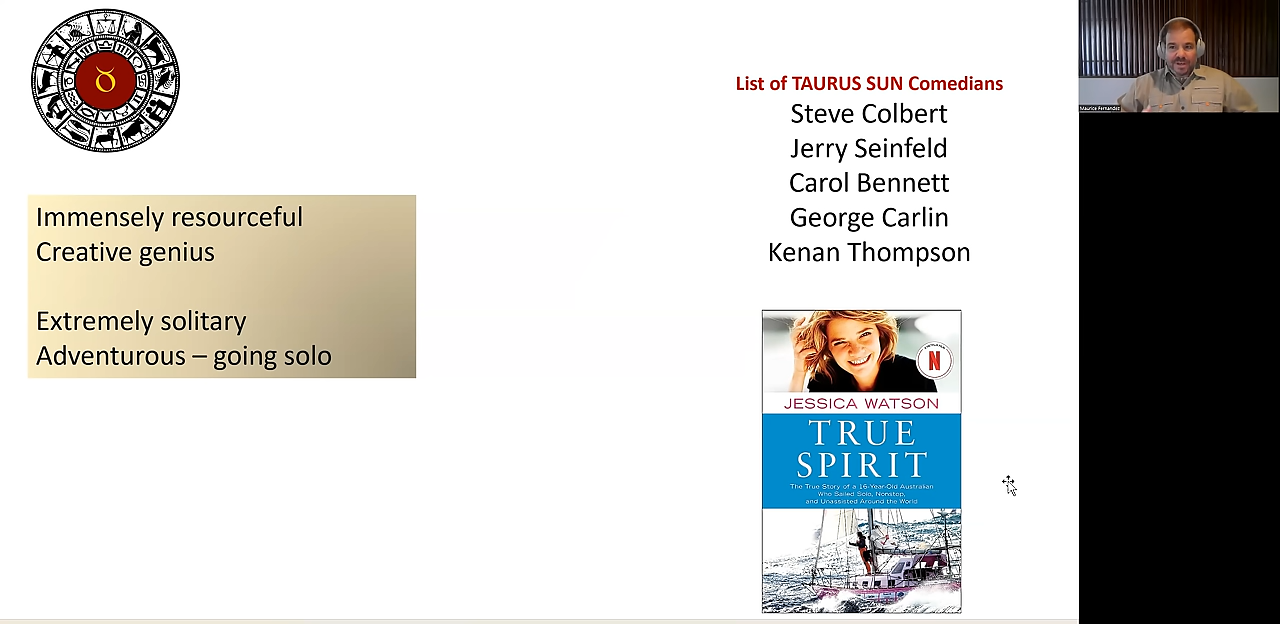 Immensely resourceful
Creative genius
Extremely solitary
Adventurous – going solo
List of TAURUS SUN Comedians
Steve Colbert
Jerry Seinfeld
Carol Bennett
George Carlin
Kenan Thompson
N
JESSICA WATSON
TRUE
SPIRIT
The True Story of a 16-Year-Old Australian
Who Sailed Solo, Nonstop,
and Unassisted Around the World
Maurice Fernandez